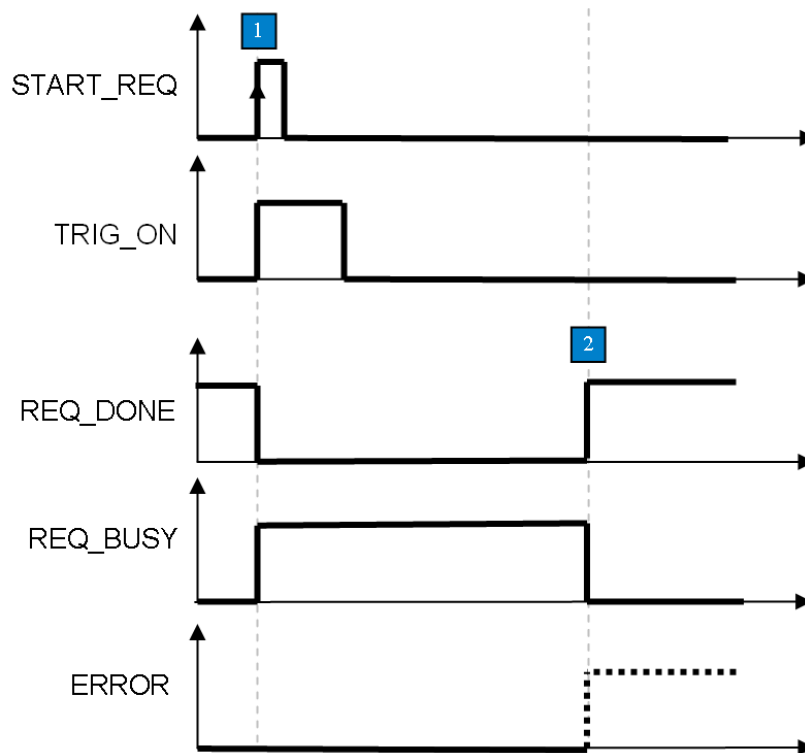 1
START_REQ
TRIG_ON
2
REQ_DONE
REQ_BUSY
ERROR